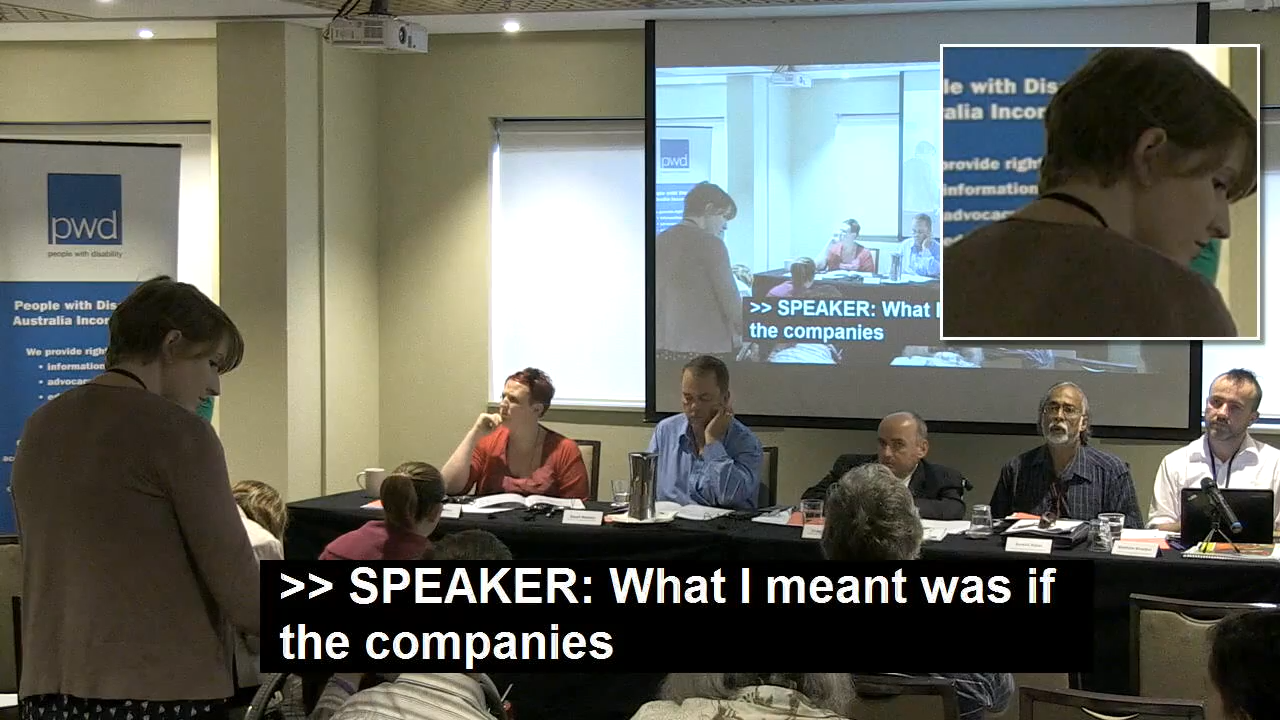 pwd
people with disability
People with Dis
Australia Incor
We provide righ
• information
• advocac
pwd
>> SPEAKER: What I
the companies
le with Dis
alia Incor
provide righ
information
advocac
>> SPEAKER: What I meant was if
the companies